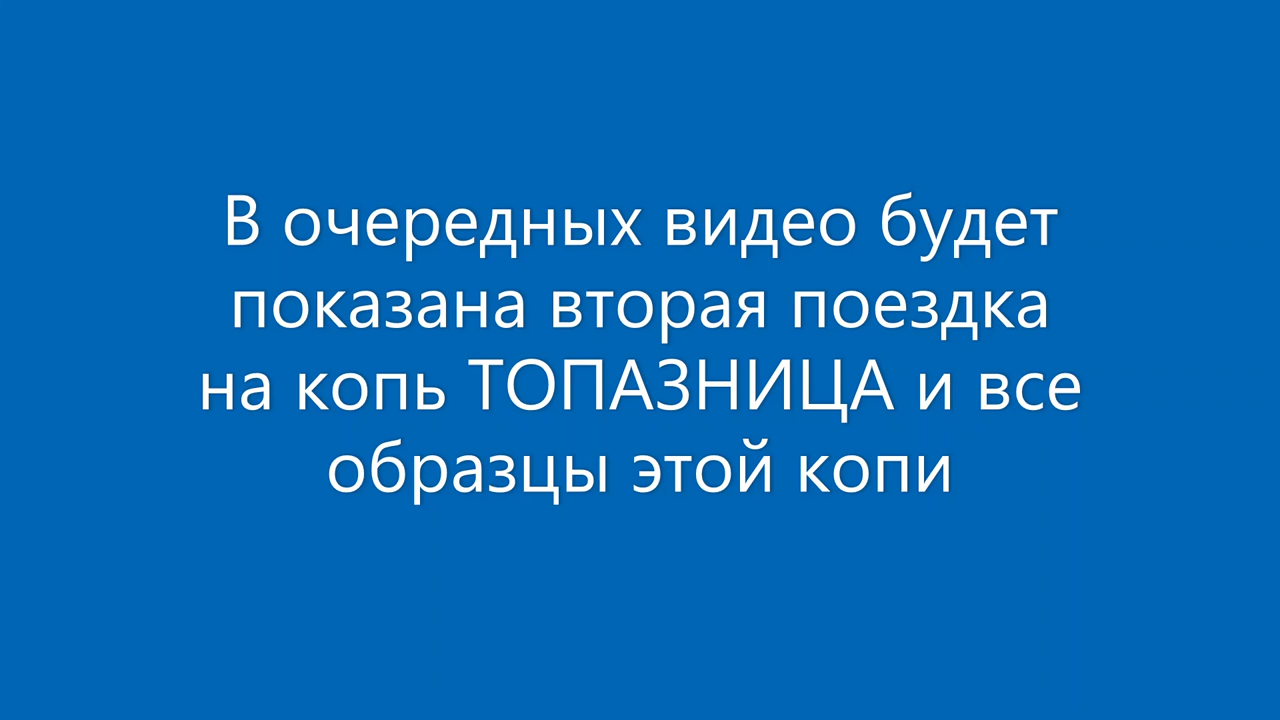 В очередных видео будет
показана вторая поездка
на копь ТОПАЗНИЦА и все
образцы этой копи